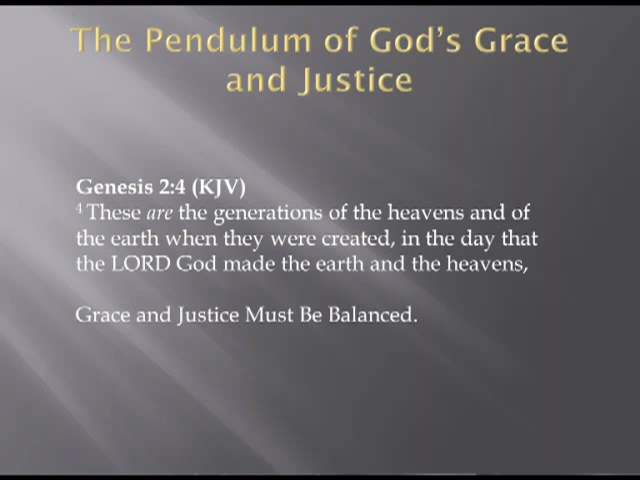 The Pendulum of God's Grace
and Justice
Genesis 2:4 (KJV)
4 These are the generations of the heavens and of
the earth when they were created, in the day that
the LORD God made the earth and the heavens,
Grace and Justice Must Be Balanced.